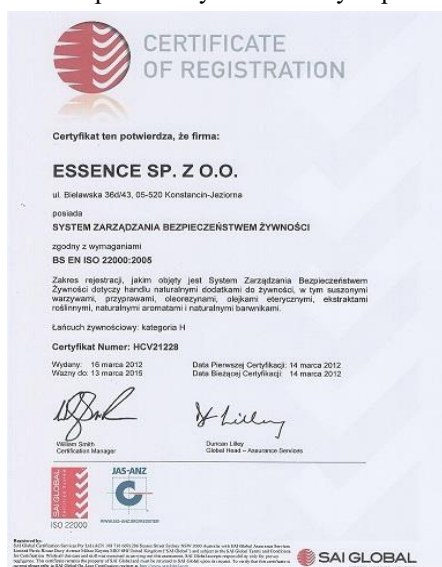 CERTIFICATE
OF REGISTRATION
Certyfikat ten potwierdza, że firma:
ESSENCE SP. Z O.O.
ul. Bielawska 36d/43, 05-520 Konstancin-Jeziorna
posiada
SYSTEM ZARZĄDZANIA BEZPIECZEŃSTWEM ŻYWNOŚCI
zgodny z wymaganiami
BS EN ISO 22000:2005
Zakres rejestracji, jakim objęty jest System Zarządzania Bezpieczeństwem
Żywności dotyczy handlu naturalnymi dodatkami do żywności, w tym suszonymi
warzywami, przyprawami, oleorezynami, olejkami eterycznymi, ekstraktami
roślinnymi, naturalnymi aromatami i naturalnymi barwnikami.
Łańcuch żywnościowy: kategoria H
Certyfikat Numer: HCV21228
Wydany: 16 marca 2012 Data Pierwszej Certyfikacji: 14 marca 2012
Ważny do: 13 marca 2015 Data Bieżącej Certyfikacji: 14 marca 2012
William Smith
Certification Manager
Duncan Lilley
Global Head – Assurance Services
SAI GLOBAL
ISO 22000
JAS-ANZ
Registered by:
SAI GLOBAL